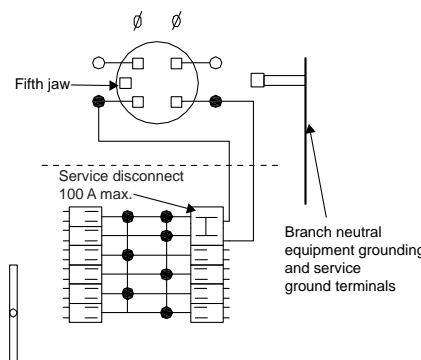 ø ø
Fifth jaw
Service disconnect
100 A max.
Branch neutral
equipment grounding
and service
ground terminals